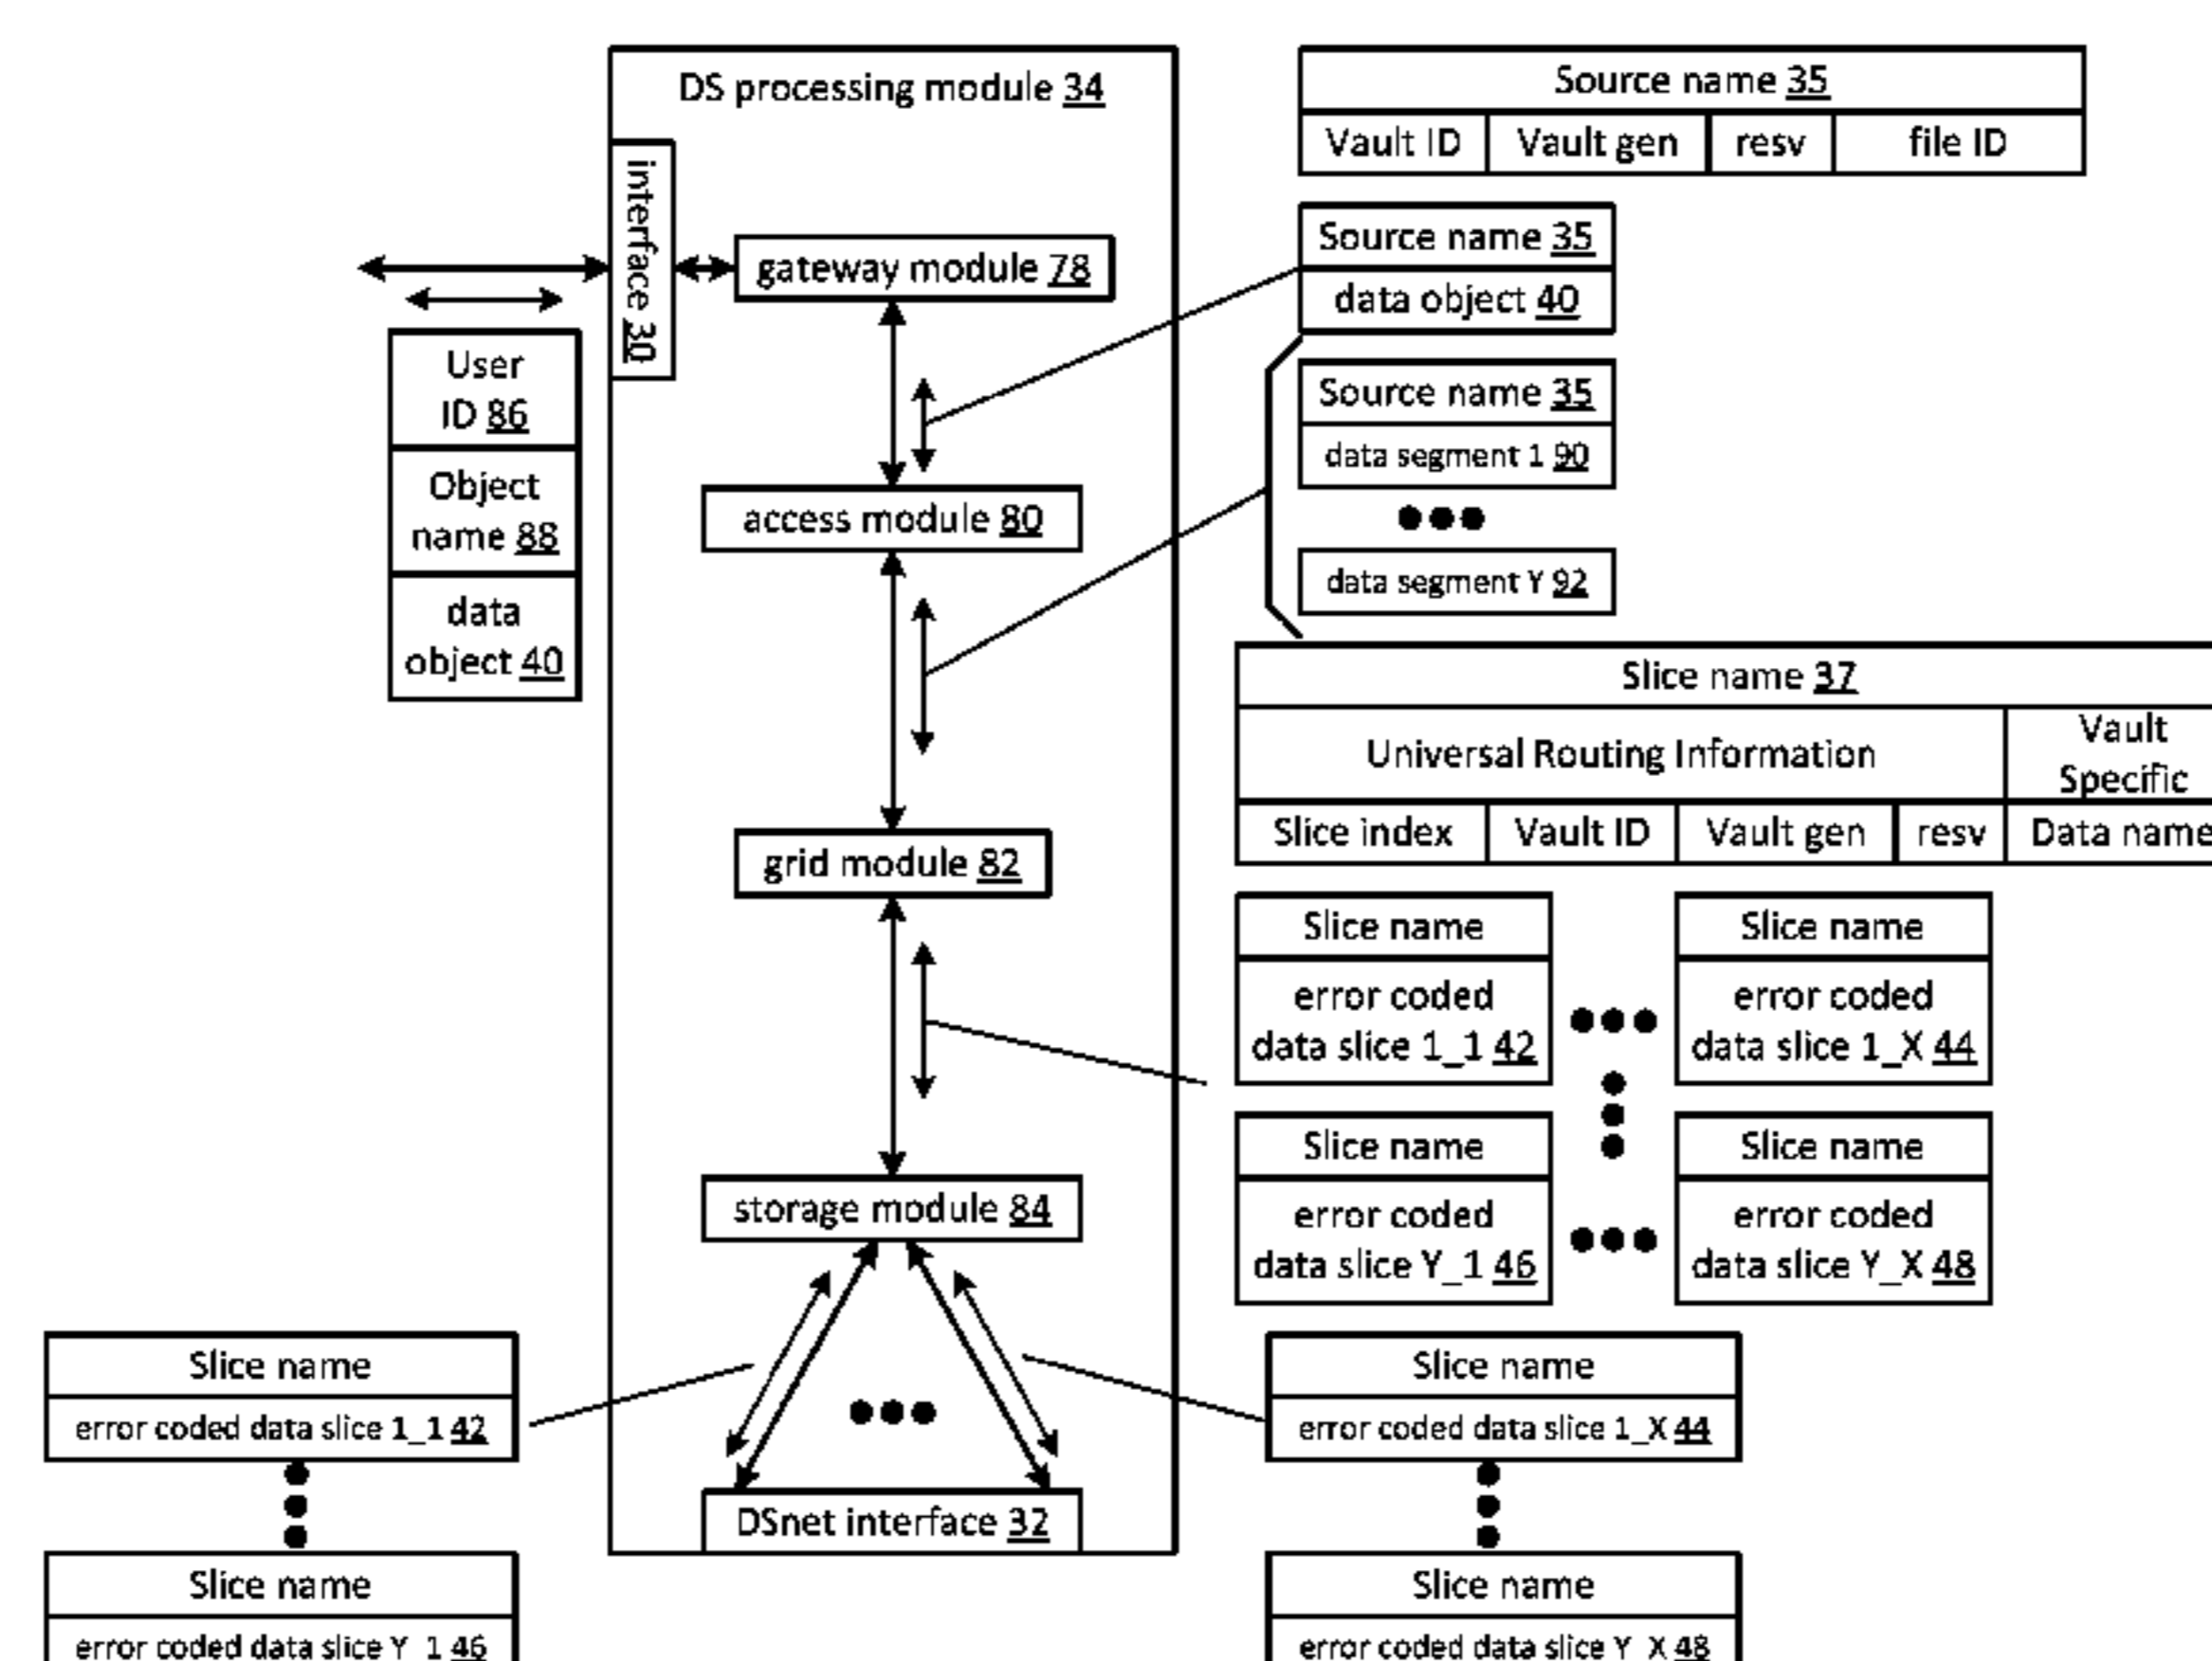 DS processing module 34
interface 30
gateway module 78
access module 80
grid module 82
storage module 84
DSnet interface 32
User
ID 86
Object
name 88
data
object 40
Source name 35
Vault ID Vault gen resv file ID
Source name 35
data object 40
Source name 35
data segment 1 90
data segment Y 92
Slice name 37
Universal Routing Information
Vault
Specific
Slice index Vault ID Vault gen resv Data name
Slice name
error coded
data slice 1_1 42
Slice name
error coded
data slice 1_X 44
Slice name
error coded
data slice Y_1 46
Slice name
error coded
data slice Y_X 48
Slice name
error coded data slice 1_1 42
Slice name
error coded data slice Y_1 46
Slice name
error coded data slice 1_X 44
Slice name
error coded data slice Y_X 48